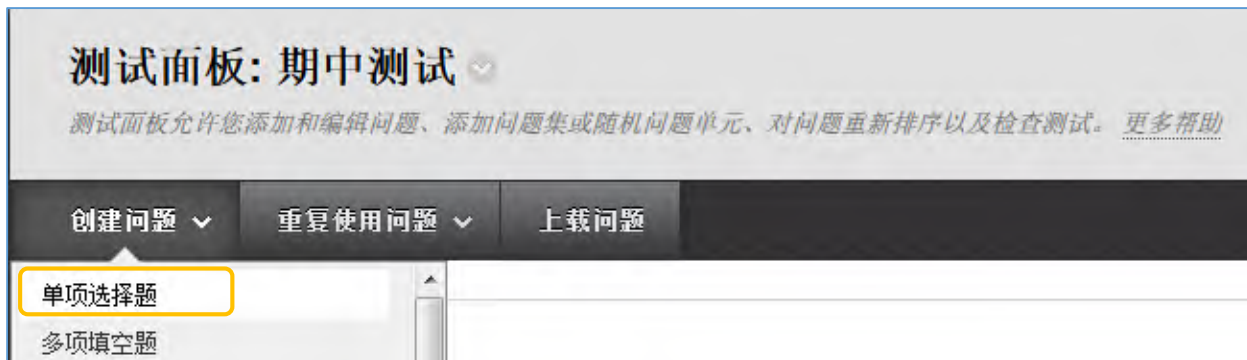 测试面板: 期中测试
测试面板允许您添加和编辑问题、添加问题集或随机问题单元、对问题重新排序以及检查测试。 更多帮助
创建问题 重复使用问题 上载问题
单项选择题
多项填空题